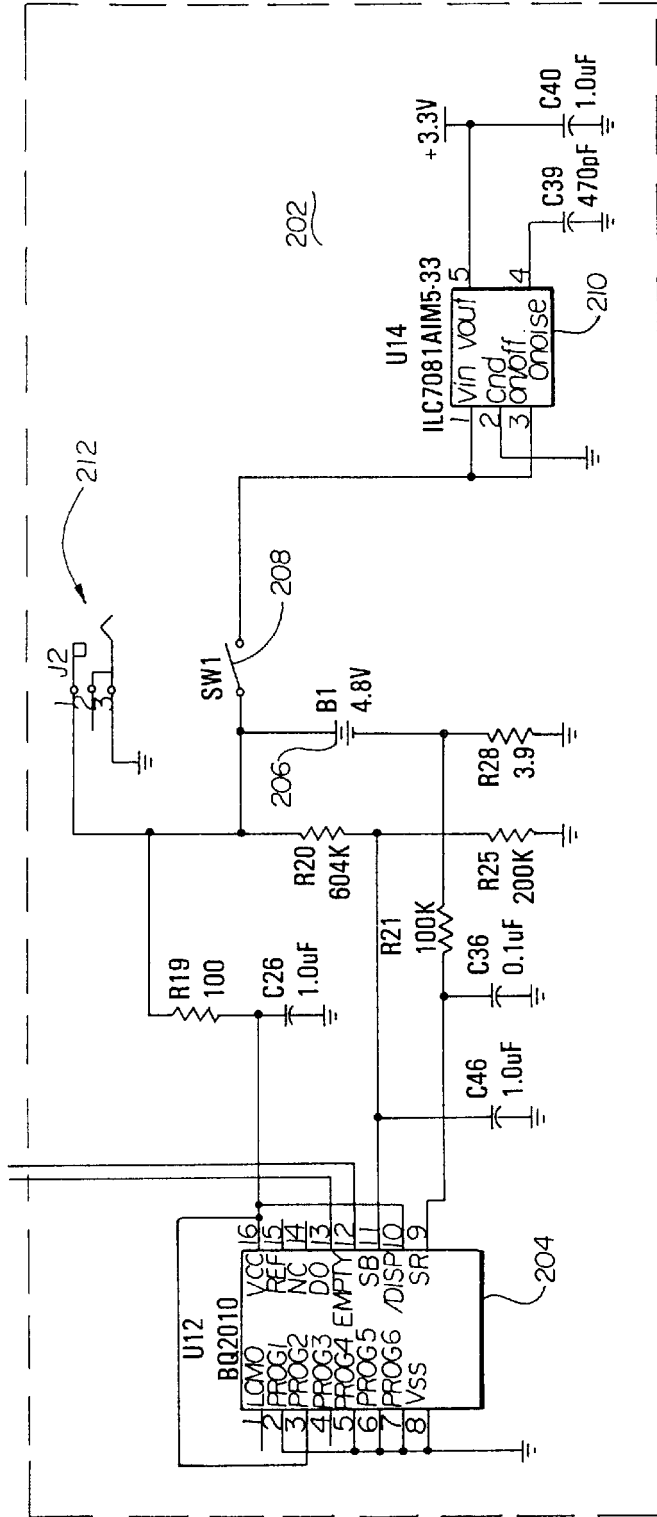 U12
BQ2010
1 LCMO VCC 16
2 PROG1 REF 15
3 PROG2 NC 14
4 PROG3 DO 13
5 PROG4 EMPTY 12
6 PROG5 SB 11
7 PROG6 /DISP 10
8 Vss SR 9
204
R19
100
C26
1.0uF
C46
1.0uF
C36
0.1uF
R21
100K
R20
604K
R25
200K
R28
3.9
B1
4.8V
206
J2
1
2
3
212
SW1
208
202
U14
ILC7081AIM5-33
1 Vin Vout 5
2 Cnd
3 on/off
Cnoise 4
210
+3.3V
C39
470pF
C40
1.0uF